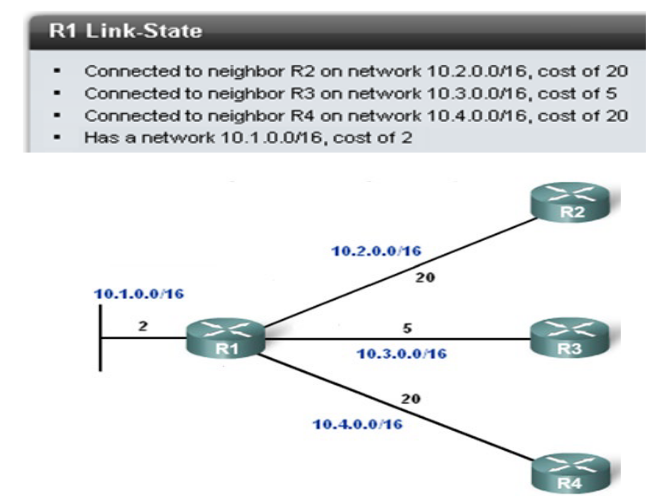 R1 Link-State
▪ Connected to neighbor R2 on network 10.2.0.0/16, cost of 20
▪ Connected to neighbor R3 on network 10.3.0.0/16, cost of 5
▪ Connected to neighbor R4 on network 10.4.0.0/16, cost of 20
▪ Has a network 10.1.0.0/16, cost of 2
R2
10.2.0.0/16
20
10.1.0.0/16
2
R1
5
10.3.0.0/16
R3
20
10.4.0.0/16
R4